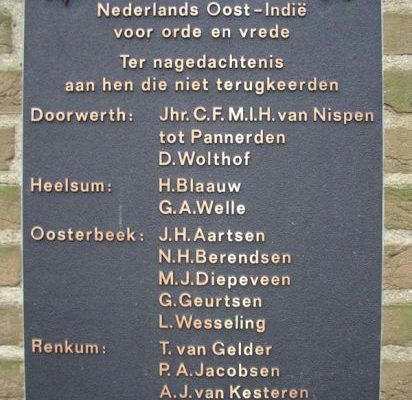 Nederlands Oost-Indië
voor orde en vrede
Ter nagedachtenis
aan hen die niet terugkeerden
Doorwerth: Jhr. C.F.M.I.H. van Nispen
tot Pannerden
D. Wolthof
Heelsum: H. Blaauw
G.A. Welle
Oosterbeek: J.H. Aartsen
N.H. Berendsen
M.J. Diepeveen
G. Geurtsen
L. Wesseling
Renkum: T. van Gelder
P.A. Jacobsen
A.J. van Kesteren